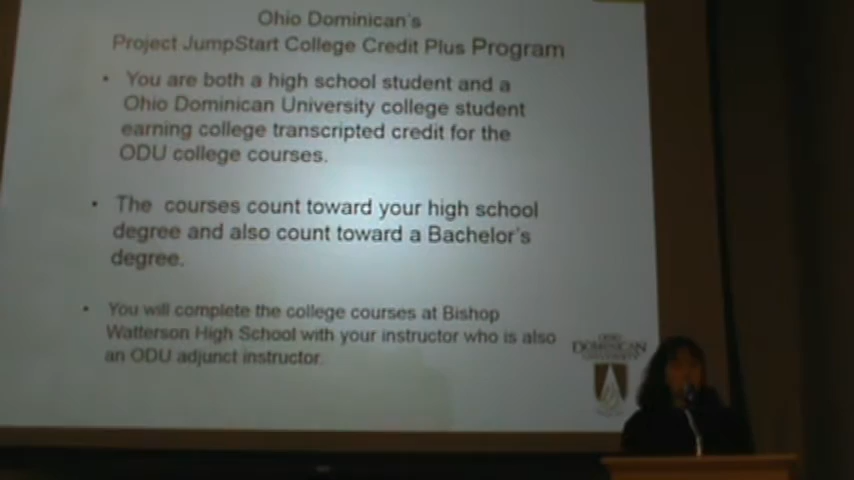 Ohio Dominican's
Project JumpStart College Credit Plus Program
• You are both a high school student and a
Ohio Dominican University college student
earning college transcripted credit for the
ODU college courses.
• The courses count toward your high school
degree and also count toward a Bachelor's
degree.
• You will complete the college courses at Bishop
Watterson High School with your instructor who is also
an ODU adjunct instructor.
OHIO
DOMINICAN
UNIVERSITY